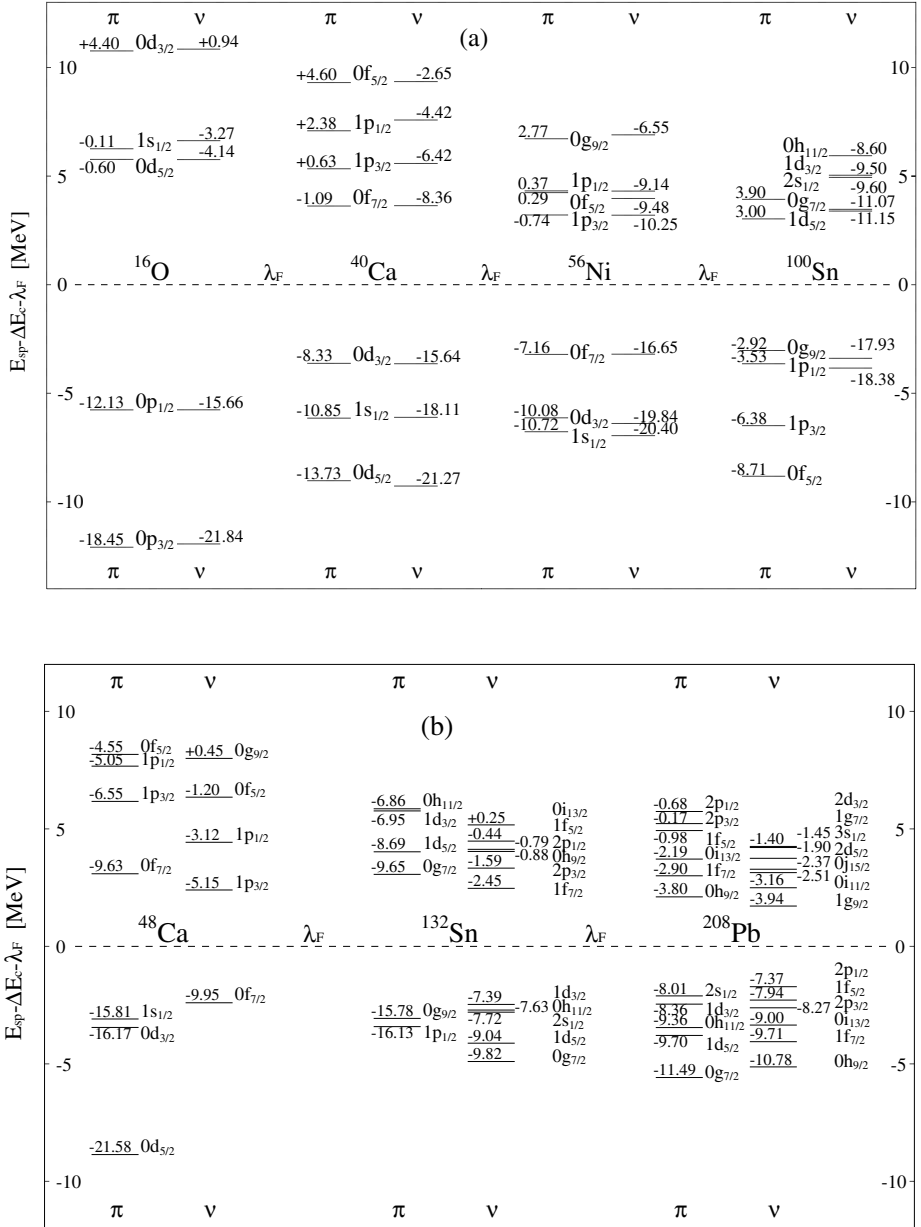 π ν π ν π ν π ν
(a)
+4.40 0d3/2 +0.94
10 10
+4.60 0f5/2 -2.65
+2.38 1p1/2 -4.42
-0.11 1s1/2 -3.27
2.77 0g9/2 -6.55
0h11/2 -8.60
-0.60 0d5/2 -4.14
+0.63 1p3/2 -6.42
1d3/2 -9.50
5 5
2s1/2 -9.60
0.37 1p1/2 -9.14
-1.09 0f7/2 -8.36
0.29 0f5/2 -9.48
3.90 0g7/2 -11.07
-0.74 1p3/2 -10.25
3.00 1d5/2 -11.15
16O λF 40Ca λF 56Ni λF 100Sn
0 0
Esp-ΔEc-λF [MeV]
-8.33 0d3/2 -15.64
-7.16 0f7/2 -16.65
-2.92 0g9/2 -17.93
-3.53 1p1/2 -18.38
-12.13 0p1/2 -15.66
-5 -5
-10.85 1s1/2 -18.11
-10.08 0d3/2 -19.84
-10.72 1s1/2 -20.40
-6.38 1p3/2
-13.73 0d5/2 -21.27
-8.71 0f5/2
-10 -10
-18.45 0p3/2 -21.84
π ν π ν π ν π ν
π ν π ν π ν
(b)
10 10
-4.55 0f5/2
-5.05 1p1/2
+0.45 0g9/2
-6.55 1p3/2
-1.20 0f5/2
-3.12 1p1/2
-9.63 0f7/2
-5.15 1p3/2
-6.86 0h11/2
-6.95 1d3/2
-8.69 1d5/2
-9.65 0g7/2
+0.25 0i13/2
-0.44 1f5/2
-0.79 2p1/2
-0.88 0h9/2
-1.59 2p3/2
-2.45 1f7/2
-0.68 2p1/2
-0.17 2p3/2
-0.98 1f5/2
-2.19 0i13/2
-2.90 1f7/2
-3.80 0h9/2
2d3/2
-1.40 1g7/2
-1.45 3s1/2
-1.90 2d5/2
-2.37 0j15/2
-2.51
-3.16 0i11/2
-3.94 1g9/2
5 5
48Ca λF 132Sn λF 208Pb
0 0
Esp-ΔEc-λF [MeV]
-9.95 0f7/2
-15.81 1s1/2
-16.17 0d3/2
-21.58 0d5/2
-15.78 0g9/2
-16.13 1p1/2
-7.39 1d3/2
-7.63 0h11/2
-7.72 2s1/2
-9.04 1d5/2
-9.82 0g7/2
-8.01 2s1/2
-8.36 1d3/2
-9.36 0h11/2
-9.70 1d5/2
-11.49 0g7/2
-7.37 2p1/2
-7.94 1f5/2
-8.27 2p3/2
-9.00 0i13/2
-9.71 1f7/2
-10.78 0h9/2
-5 -5
-10 -10
π ν π ν π ν